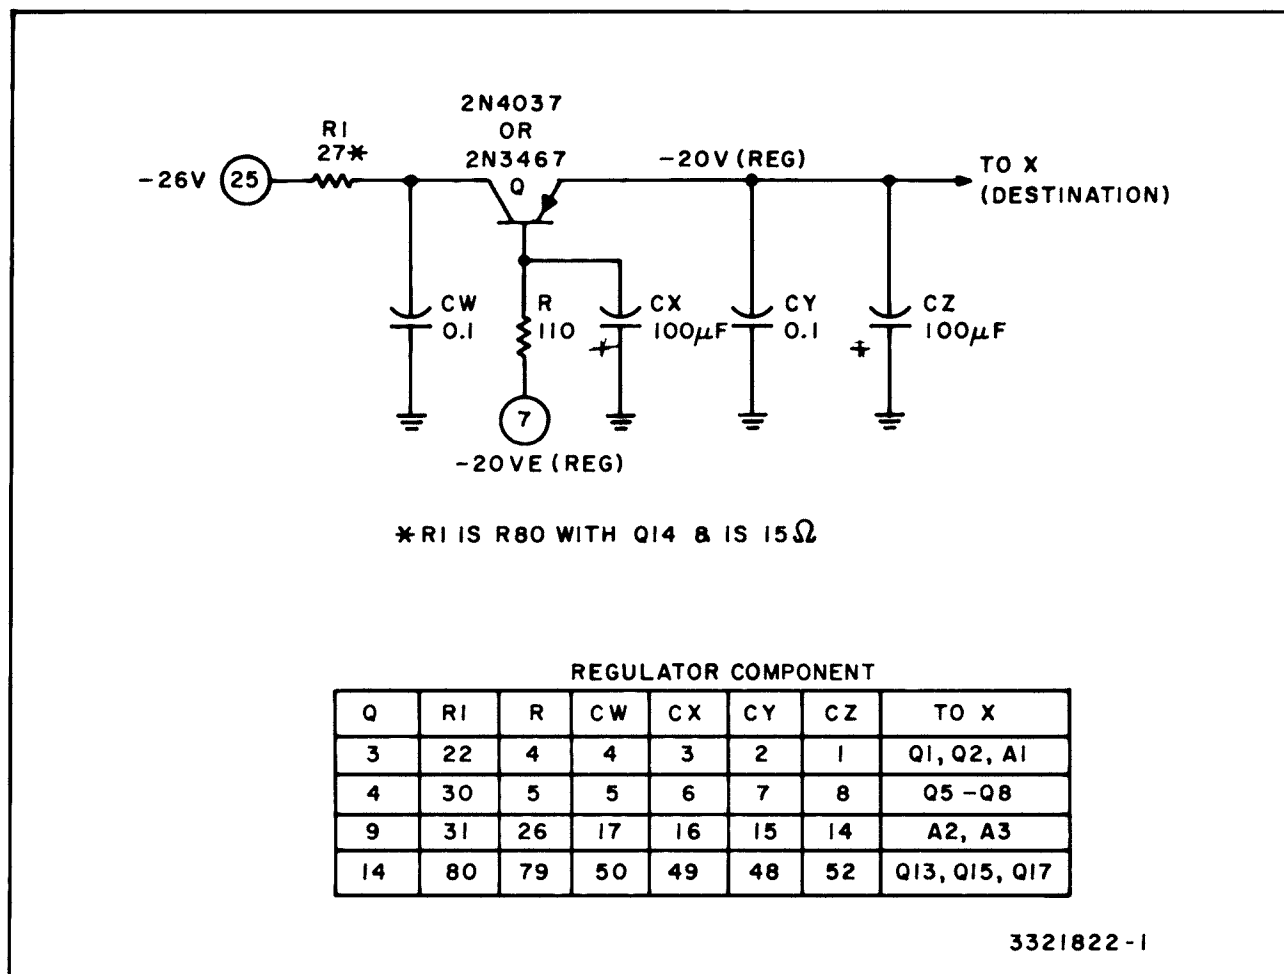 2N4037
OR
2N3467
Q
R1
27*
-26V
25
-20V (REG)
TO X
(DESTINATION)
CW
0.1
R
110
CX
100µF
+
CY
0.1
CZ
100µF
+
7
-20VE (REG)
*R1 IS R80 WITH Q14 & IS 15Ω
REGULATOR COMPONENT
Q R1 R CW CX CY CZ TO X
3 22 4 4 3 2 1 Q1, Q2, A1
4 30 5 5 6 7 8 Q5-Q8
9 31 26 17 16 15 14 A2, A3
14 80 79 50 49 48 52 Q13, Q15, Q17
3321822-1